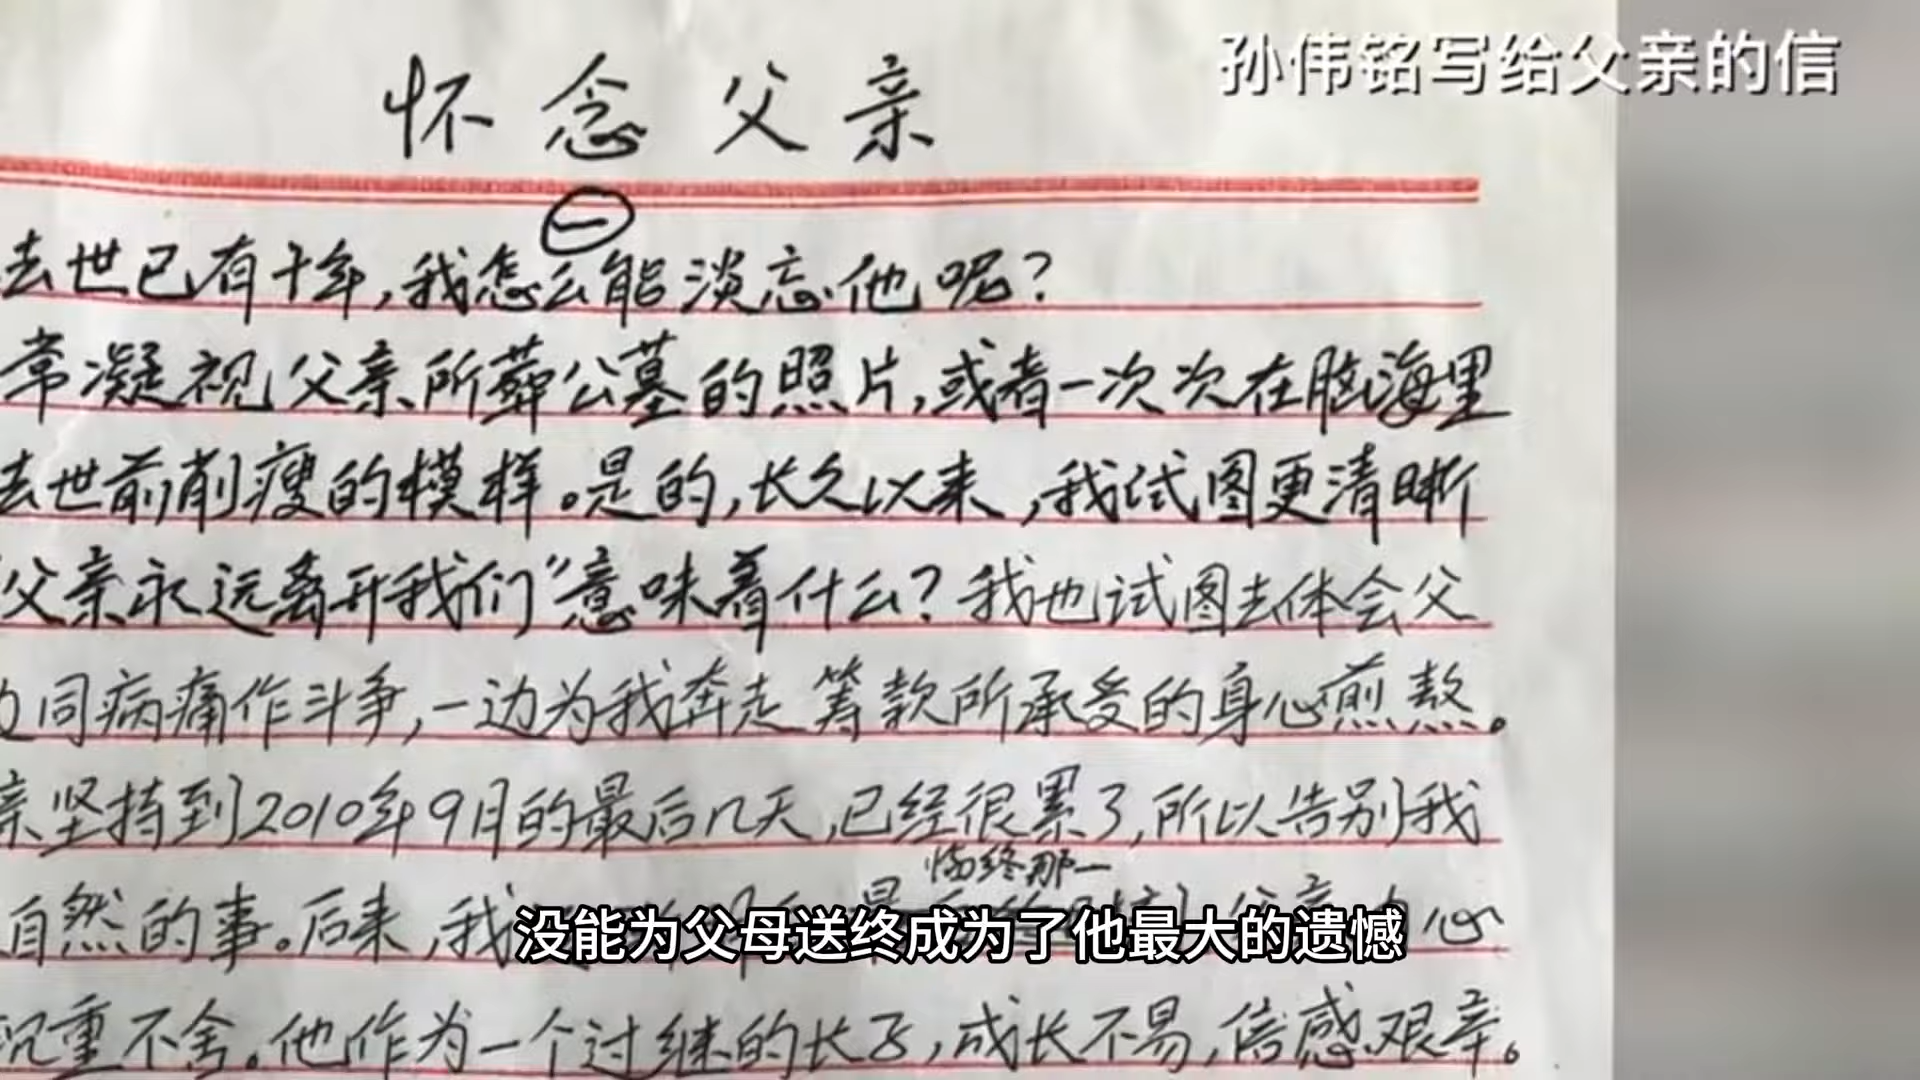 孙伟铭写给父亲的信
怀念父亲
一
去世已有十年,我怎么能淡忘他呢?
常凝视父亲所葬公墓的照片,或者一次次在脑海里
去世前削瘦的模样。是的,长久以来,我试图更清晰
父亲永远离开我们”意味着什么?我也试图去体会父
同病痛作斗争,一边为我奔走筹款所承受的身心煎熬。
亲坚持到2010年9月的最后几天,已经很累了,所以告别我
临终那一
自然的事。后来,我 心
没能为父母送终成为了他最大的遗憾
沉重不舍。他作为一个过继的长子,成长不易,倍感艰辛。